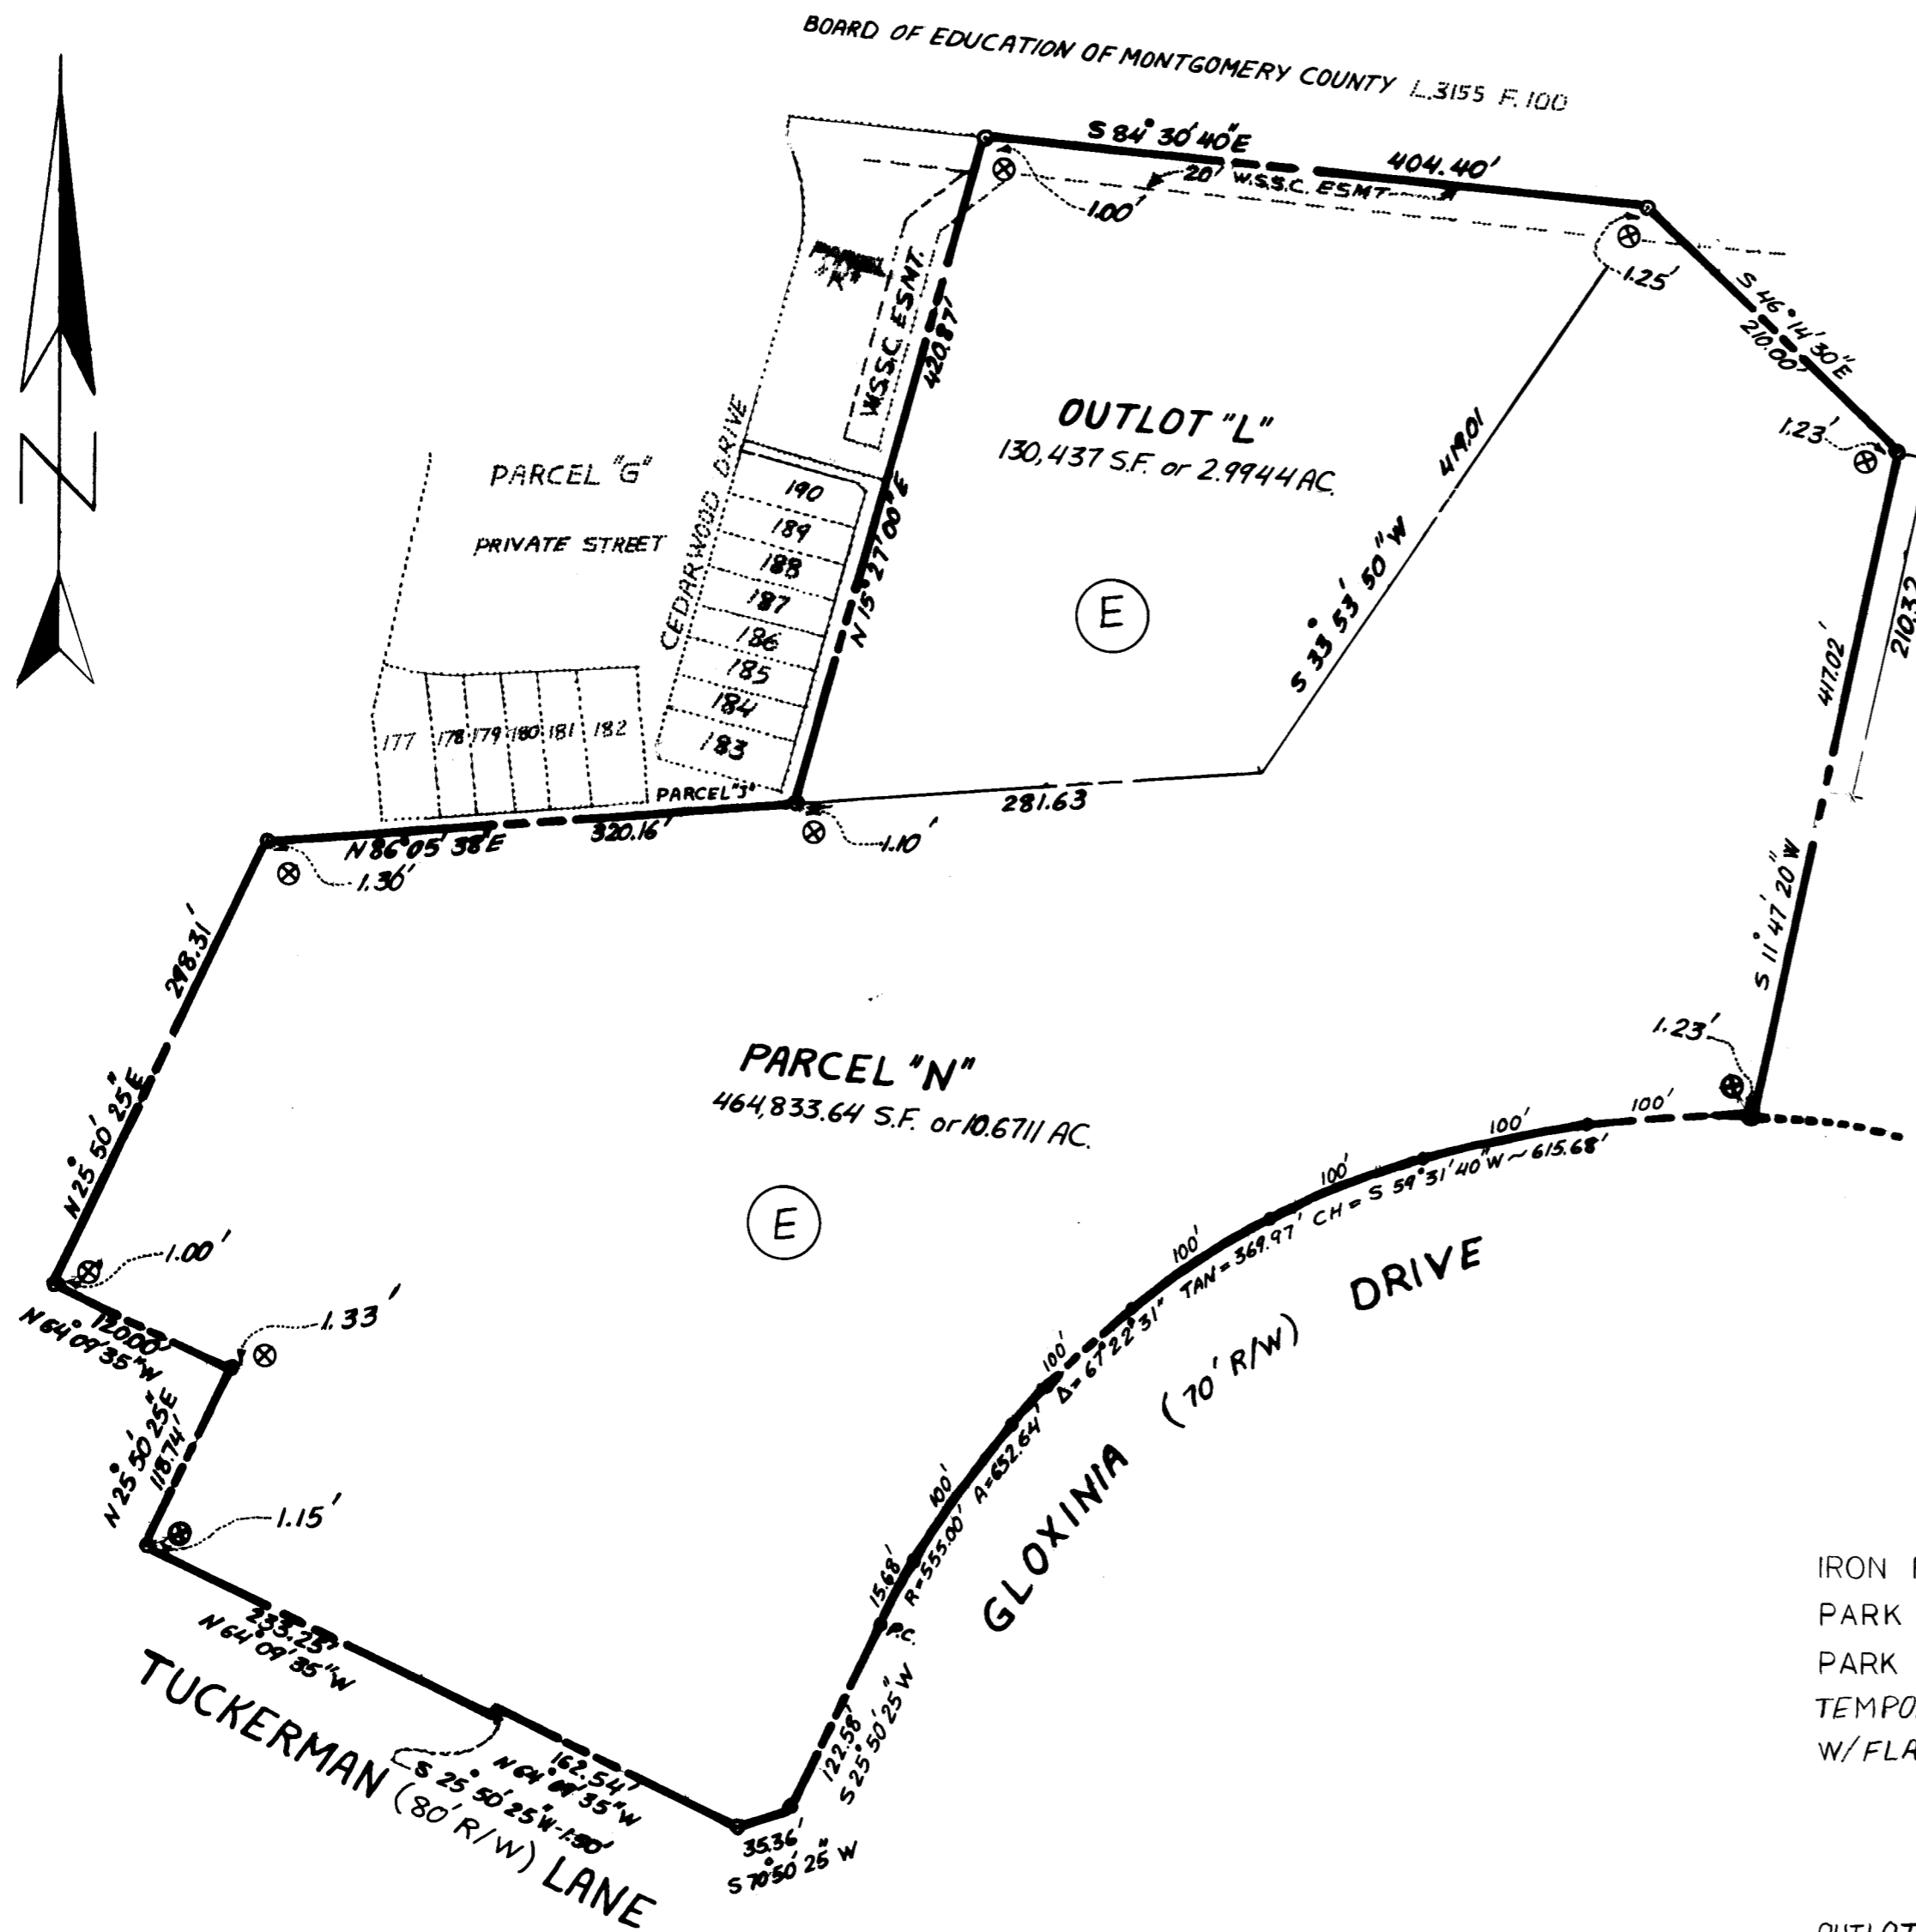 BOARD OF EDUCATION OF MONTGOMERY COUNTY L.3155 F.100
S 84° 30' 40" E
404.40'
20' W.S.S.C. ESMT
1.00'
1.25'
S 46° 14' 30" E
210.00'
1.23'
W.S.S.C. ESMT.
420.87'
N 15° 27' 00" E
OUTLOT "L"
130,437 S.F. or 2.9944 AC.
419.01
S 33° 53' 50" W
E
417.02'
210.32
S 11° 47' 20" W
1.23'
PARCEL "G"
PRIVATE STREET
CEDARWOOD DRIVE
190
189
188
187
186
185
184
183
177
178
179
180
181
182
PARCEL "J"
N 86° 05' 38" E
320.16'
281.63
1.10'
1.30'
298.31'
N 25° 50' 25" E
PARCEL "N"
464,833.64 S.F. or 10.6711 AC.
E
1.00'
N 64° 09' 35" W
120.00'
1.33'
N 25° 50' 25" E
118.74'
1.15'
233.25'
N 64° 09' 35" W
TUCKERMAN (80' R/W) LANE
162.54'
N 64° 09' 35" W
S 25° 50' 25" W - 1.50'
35.36'
S 70° 50' 25" W
122.58'
S 25° 50' 25" W
P.C.
15.68'
100'
100'
100'
100'
100'
100'
R=555.00' A=652.64' Δ=67° 22' 31" TAN=369.97' CH= S 59° 31' 40" W ~ 615.68'
GLOXINIA (70' R/W) DRIVE
IRON
PARK
PARK
W/FLA
OUTLOT